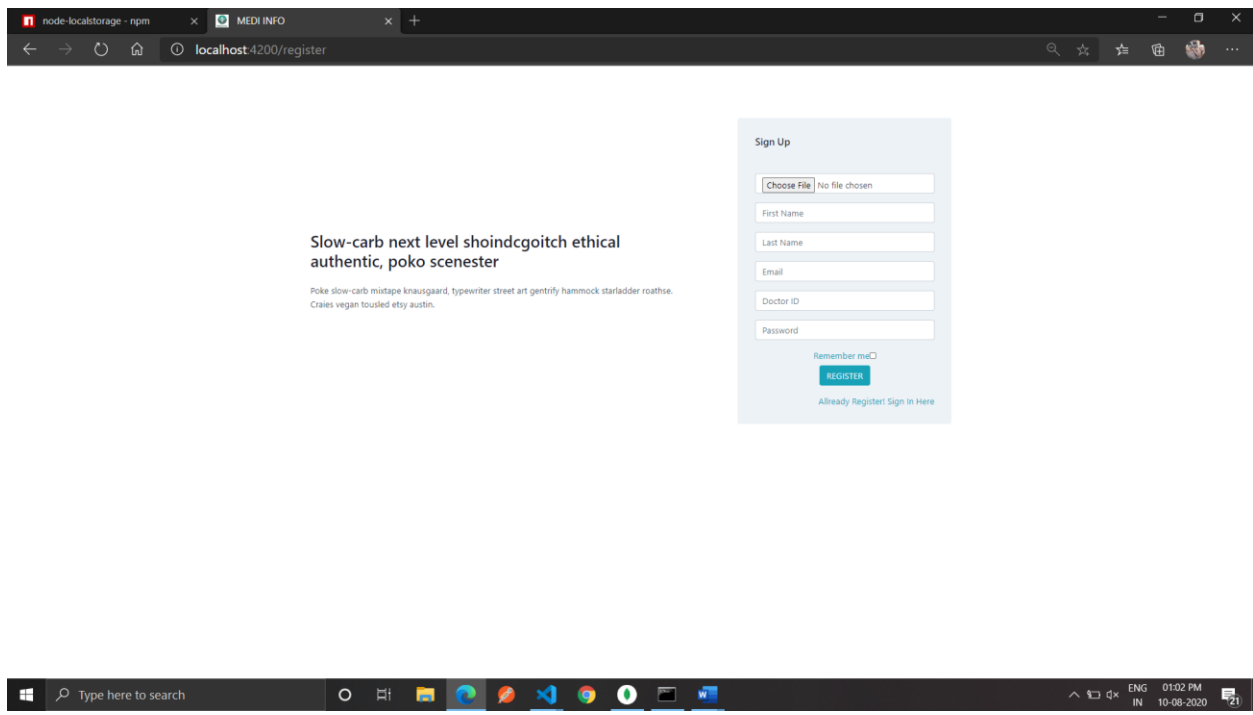 node-localstorage - npm
MEDI INFO
localhost:4200/register
Sign Up
Choose File No file chosen
First Name
Last Name
Email
Doctor ID
Password
Remember me
REGISTER
Allready Register! Sign In Here
Slow-carb next level shoindcgoitch ethical
authentic, poko scenester
Poke slow-carb mixtape knausgaard, typewriter street art gentrify hammock starladder roathse.
Craies vegan tousled etsy austin.
Type here to search
ENG
IN
01:02 PM
10-08-2020
21